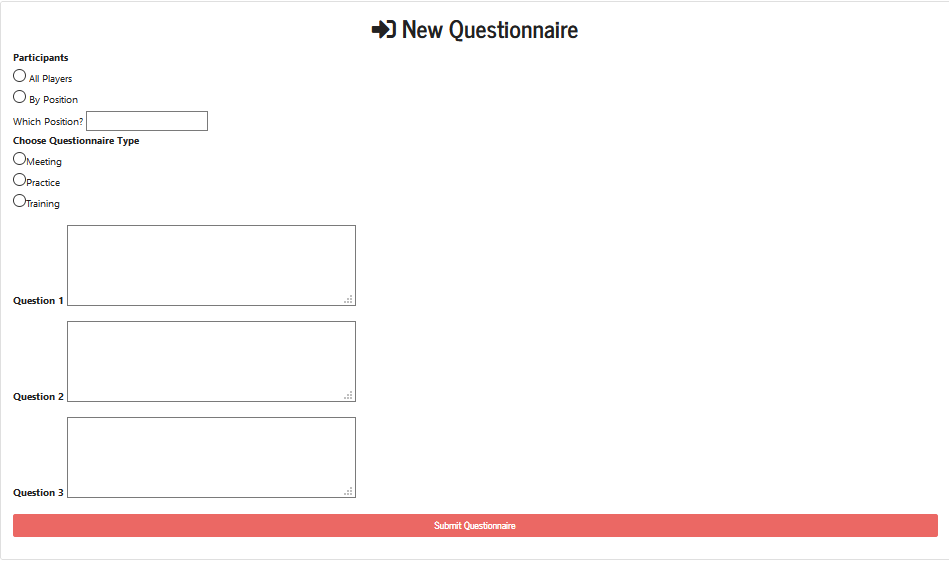 New Questionnaire
Participants
All Players
By Position
Which Position?
Choose Questionnaire Type
Meeting
Practice
Training
Question 1
Question 2
Question 3
Submit Questionnaire